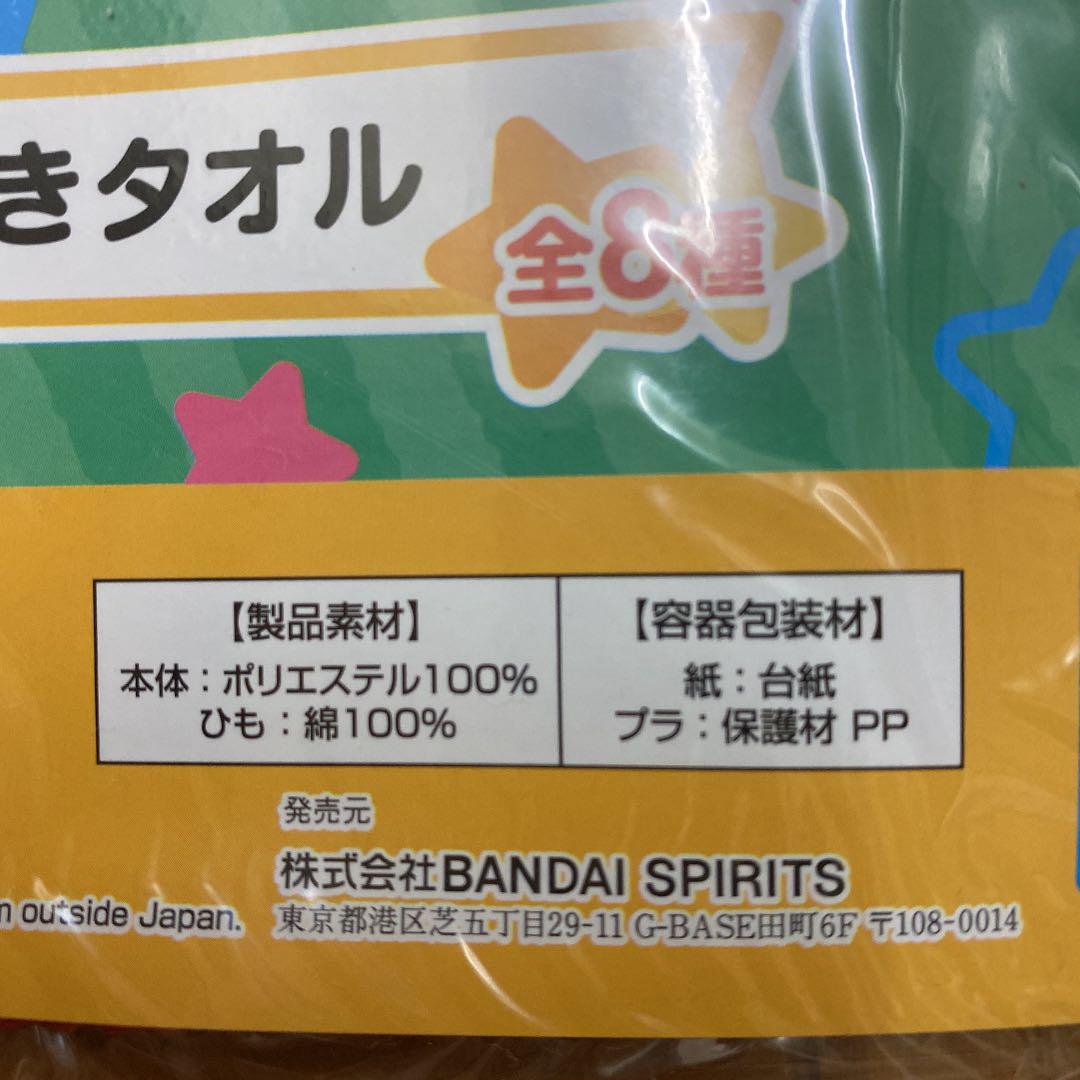 きタオル
全8種
【製品素材】
本体：ポリエステル100%
ひも：綿100%
【容器包装材】
紙：台紙
プラ：保護材 PP
発売元
株式会社BANDAI SPIRITS
outside Japan.
東京都港区芝五丁目29-11 G-BASE田町6F 〒108-0014